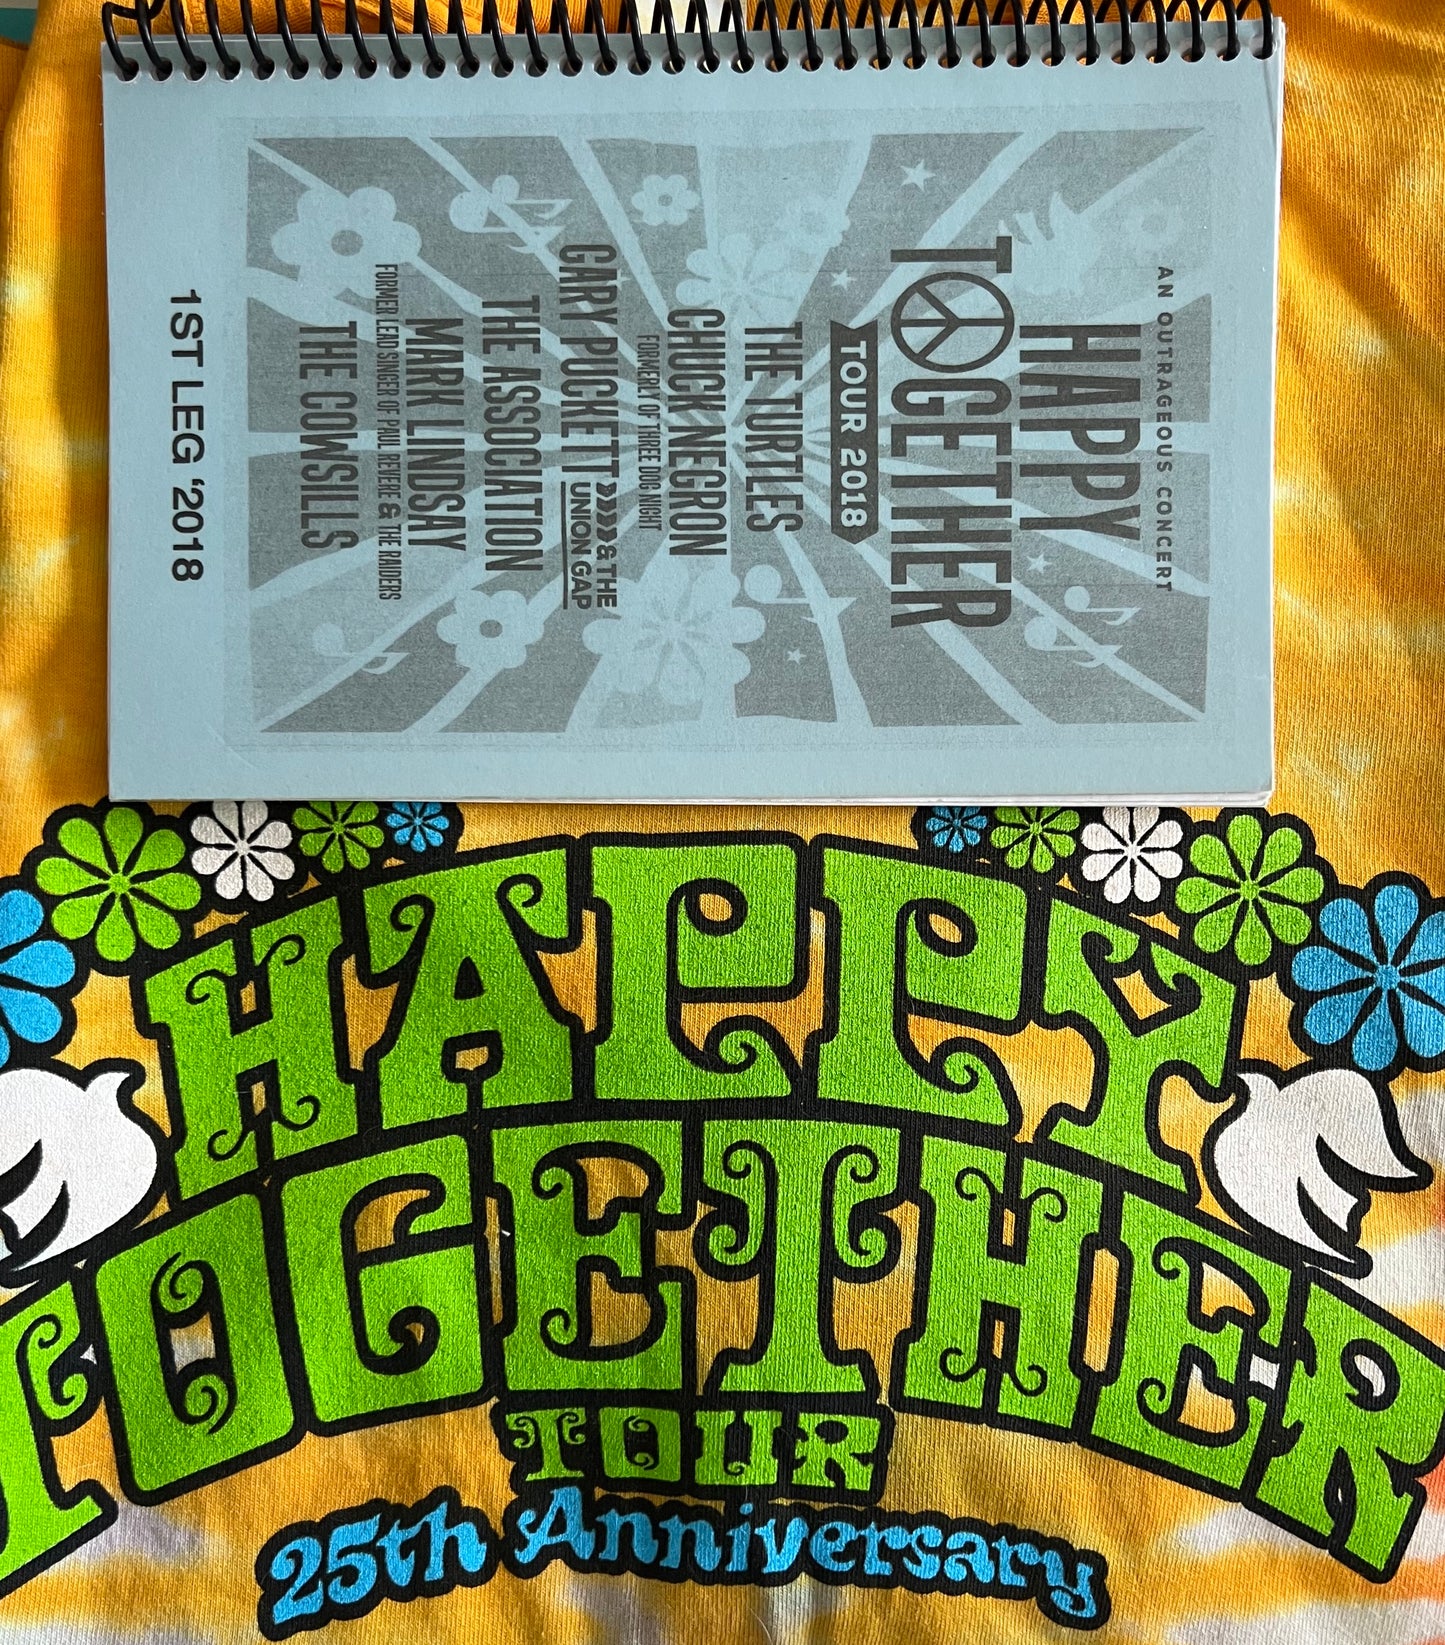 AN OUTRAGEOUS CONCERT
HAPPY
TOGETHER
TOUR 2018
THE TURTLES
CHUCK NEGRON
FORMERLY OF THREE DOG NIGHT
GARY PUCKETT & THE UNION GAP
THE ASSOCIATION
MARK LINDSAY
FORMER LEAD SINGER OF PAUL REVERE & THE RAIDERS
THE COWSILLS
1ST LEG '2018
HAPPY
TOGETHER
TOUR
25th Anniversary